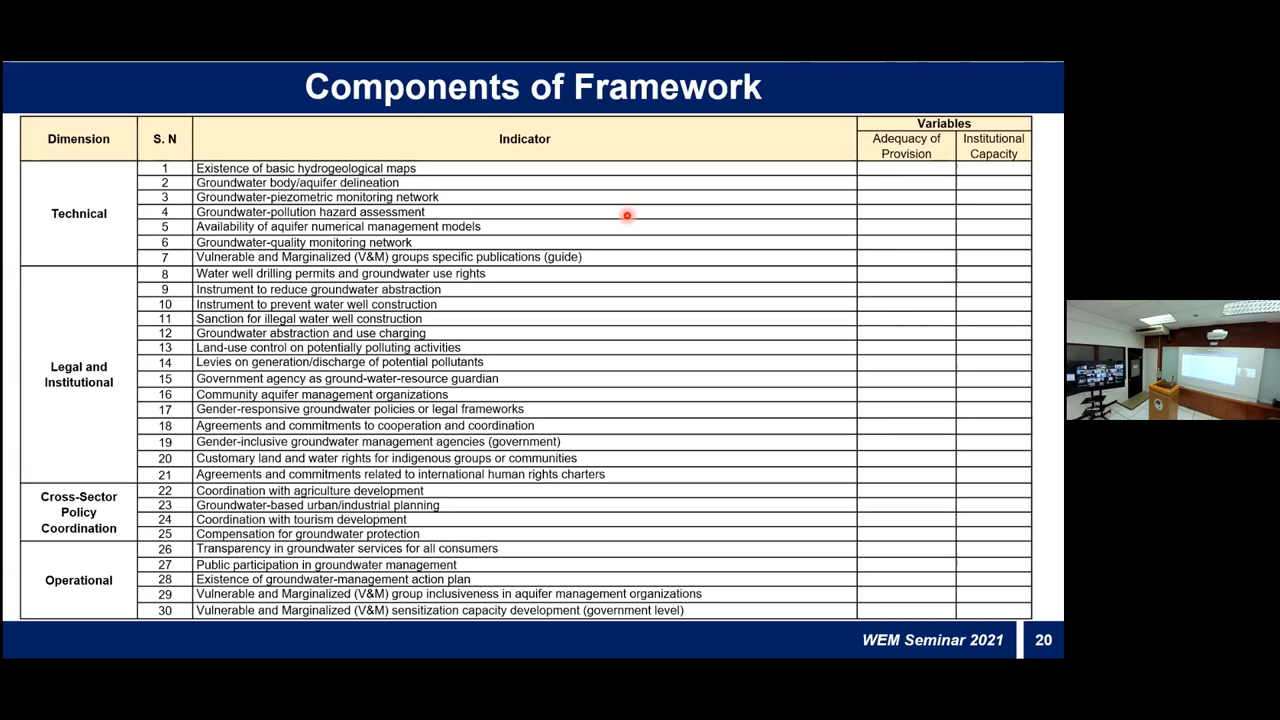 Components of Framework
Dimension S. N Indicator Variables
Adequacy of Provision Institutional Capacity
Technical
1 Existence of basic hydrogeological maps
2 Groundwater body/aquifer delineation
3 Groundwater-piezometric monitoring network
4 Groundwater-pollution hazard assessment
5 Availability of aquifer numerical management models
6 Groundwater-quality monitoring network
7 Vulnerable and Marginalized (V&M) groups specific publications (guide)
Legal and Institutional
8 Water well drilling permits and groundwater use rights
9 Instrument to reduce groundwater abstraction
10 Instrument to prevent water well construction
11 Sanction for illegal water well construction
12 Groundwater abstraction and use charging
13 Land-use control on potentially polluting activities
14 Levies on generation/discharge of potential pollutants
15 Government agency as ground-water-resource guardian
16 Community aquifer management organizations
17 Gender-responsive groundwater policies or legal frameworks
18 Agreements and commitments to cooperation and coordination
19 Gender-inclusive groundwater management agencies (government)
20 Customary land and water rights for indigenous groups or communities
21 Agreements and commitments related to international human rights charters
Cross-Sector Policy Coordination
22 Coordination with agriculture development
23 Groundwater-based urban/industrial planning
24 Coordination with tourism development
25 Compensation for groundwater protection
Operational
26 Transparency in groundwater services for all consumers
27 Public participation in groundwater management
28 Existence of groundwater-management action plan
29 Vulnerable and Marginalized (V&M) group inclusiveness in aquifer management organizations
30 Vulnerable and Marginalized (V&M) sensitization capacity development (government level)
WEM Seminar 2021 20